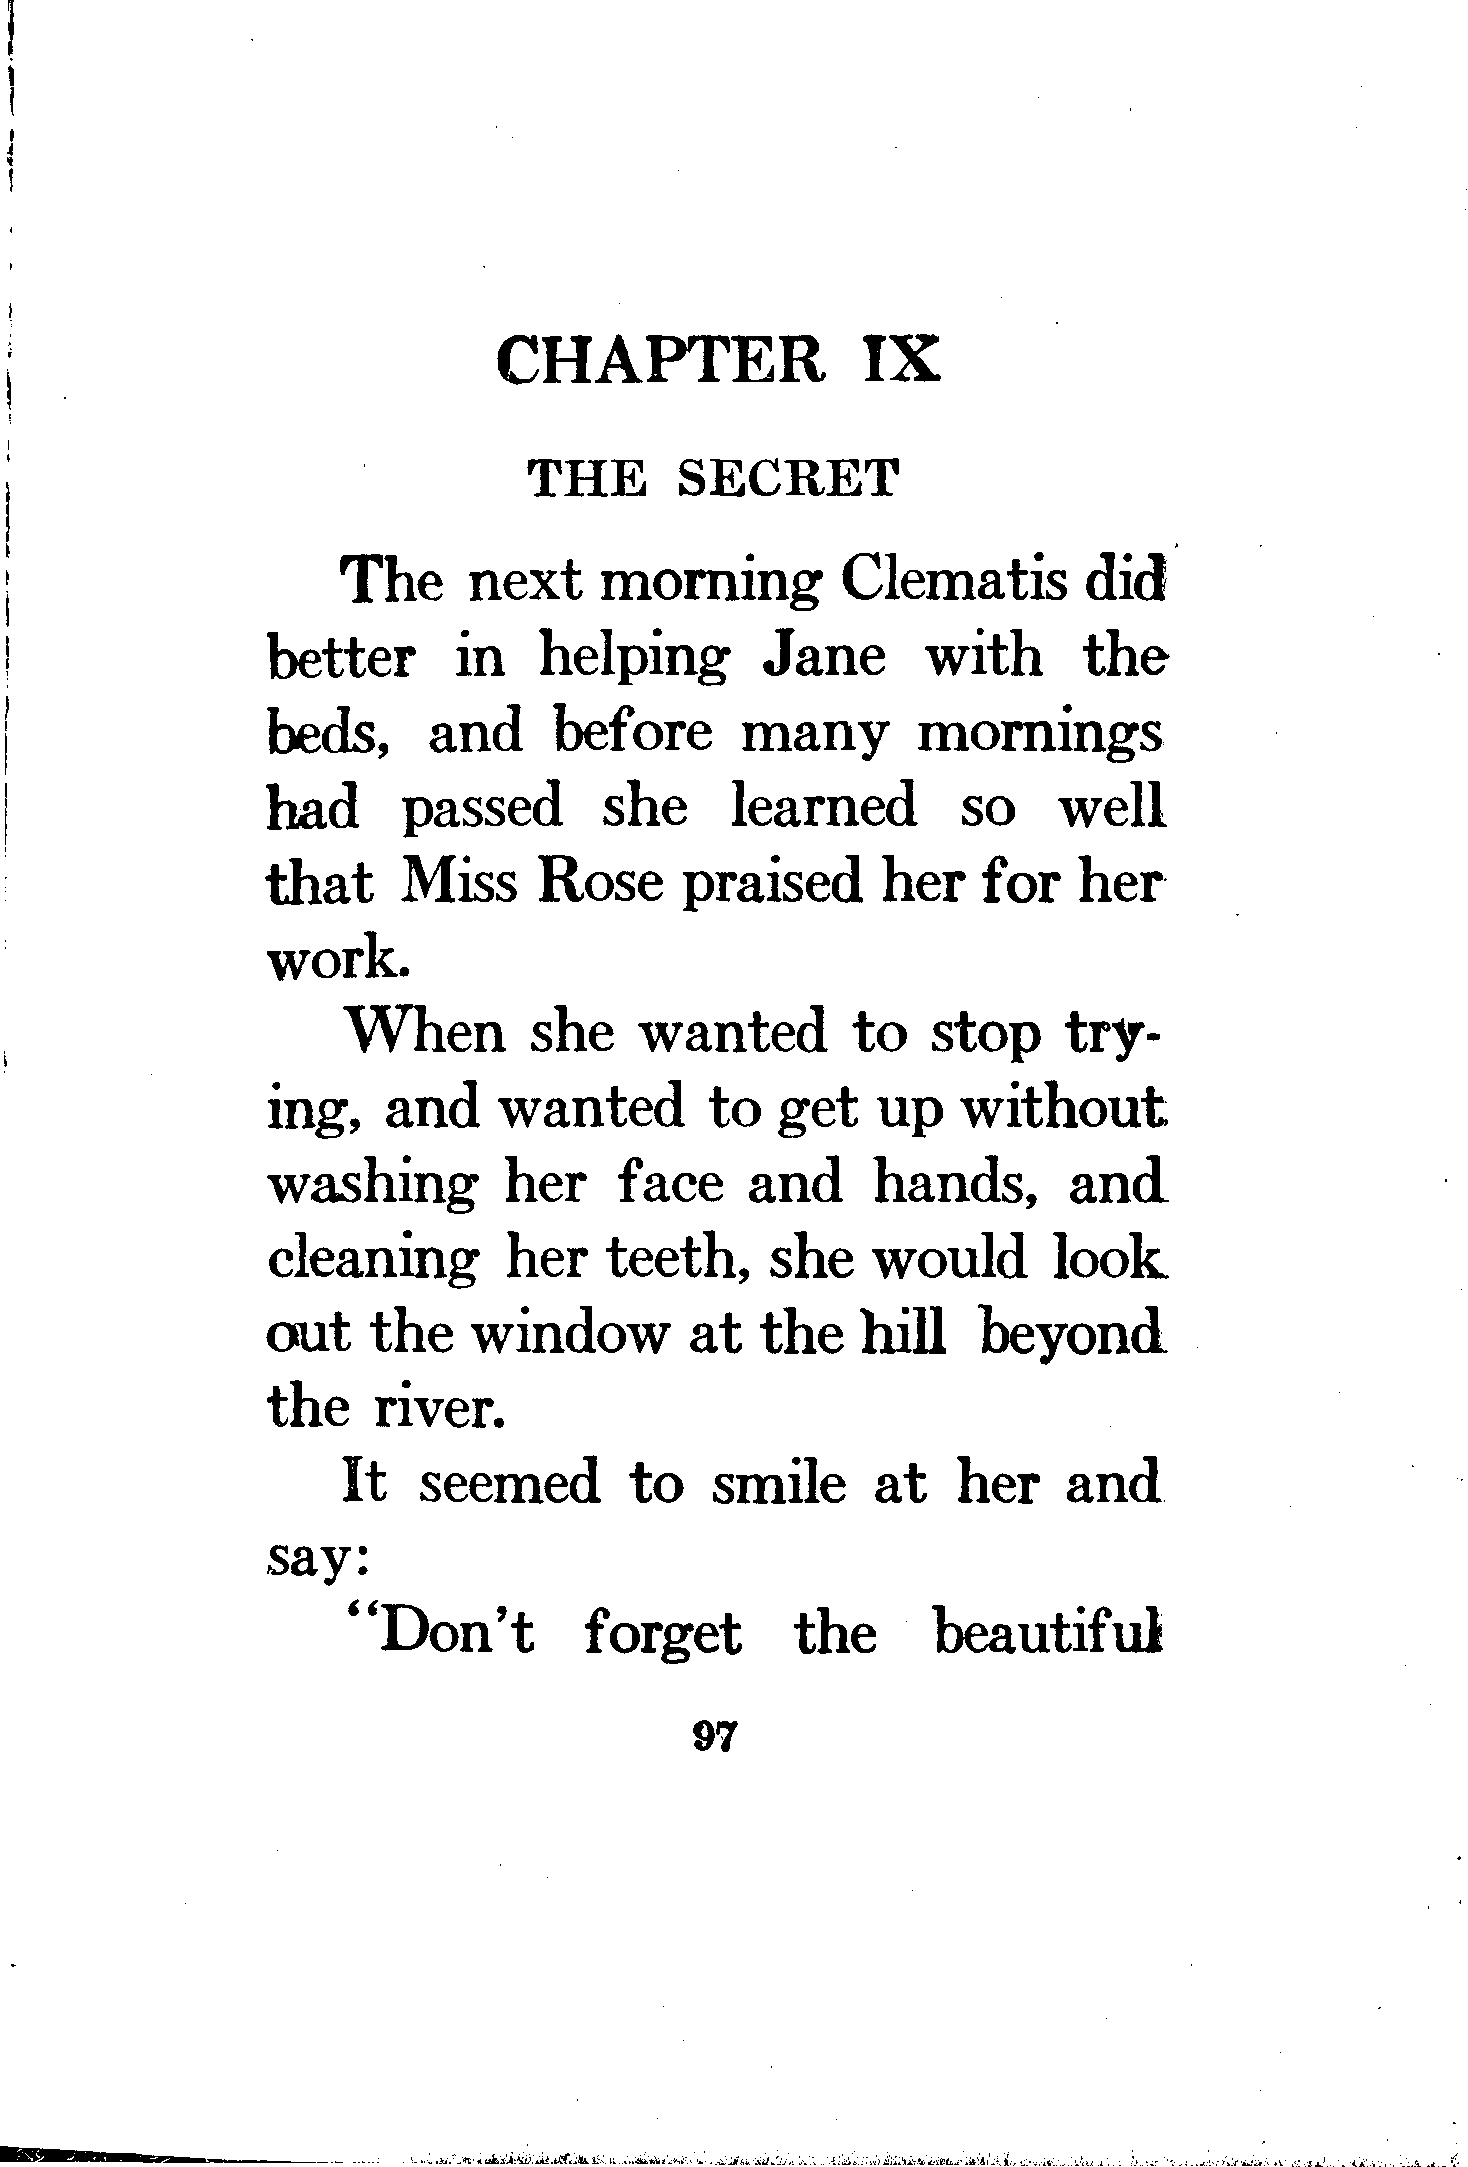 CHAPTER IX
THE SECRET
The next morning Clematis did
better in helping Jane with the
beds, and before many mornings
had passed she learned so well
that Miss Rose praised her for her
work.
When she wanted to stop try-
ing, and wanted to get up without
washing her face and hands, and
cleaning her teeth, she would look
out the window at the hill beyond
the river.
It seemed to smile at her and
say:
“Don't forget the beautiful
97